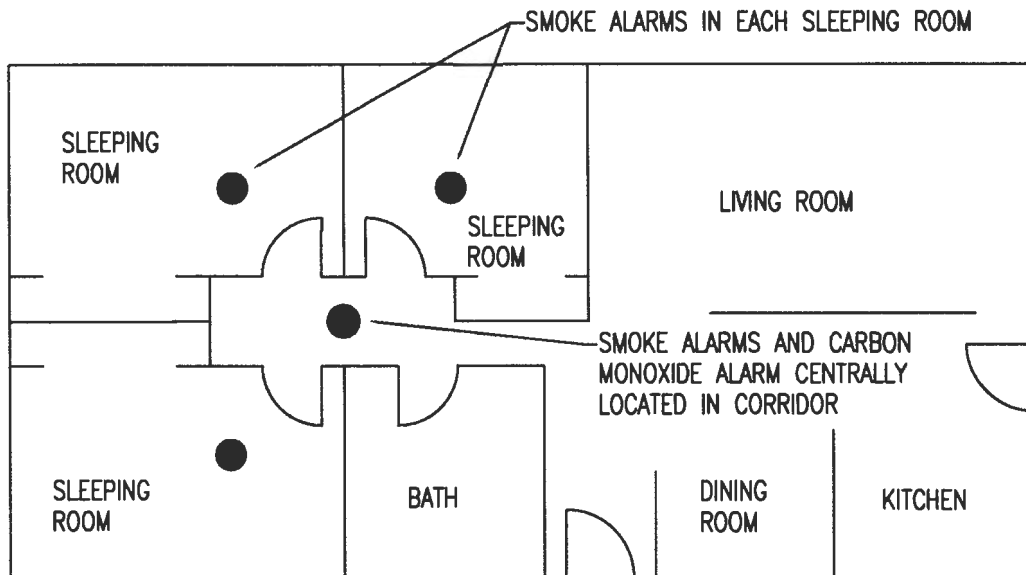 SMOKE ALARMS IN EACH SLEEPING ROOM
SLEEPING
ROOM
LIVING ROOM
SLEEPING
ROOM
SMOKE ALARMS AND CARBON
MONOXIDE ALARM CENTRALLY
LOCATED IN CORRIDOR
SLEEPING
ROOM
BATH
DINING
ROOM
KITCHEN